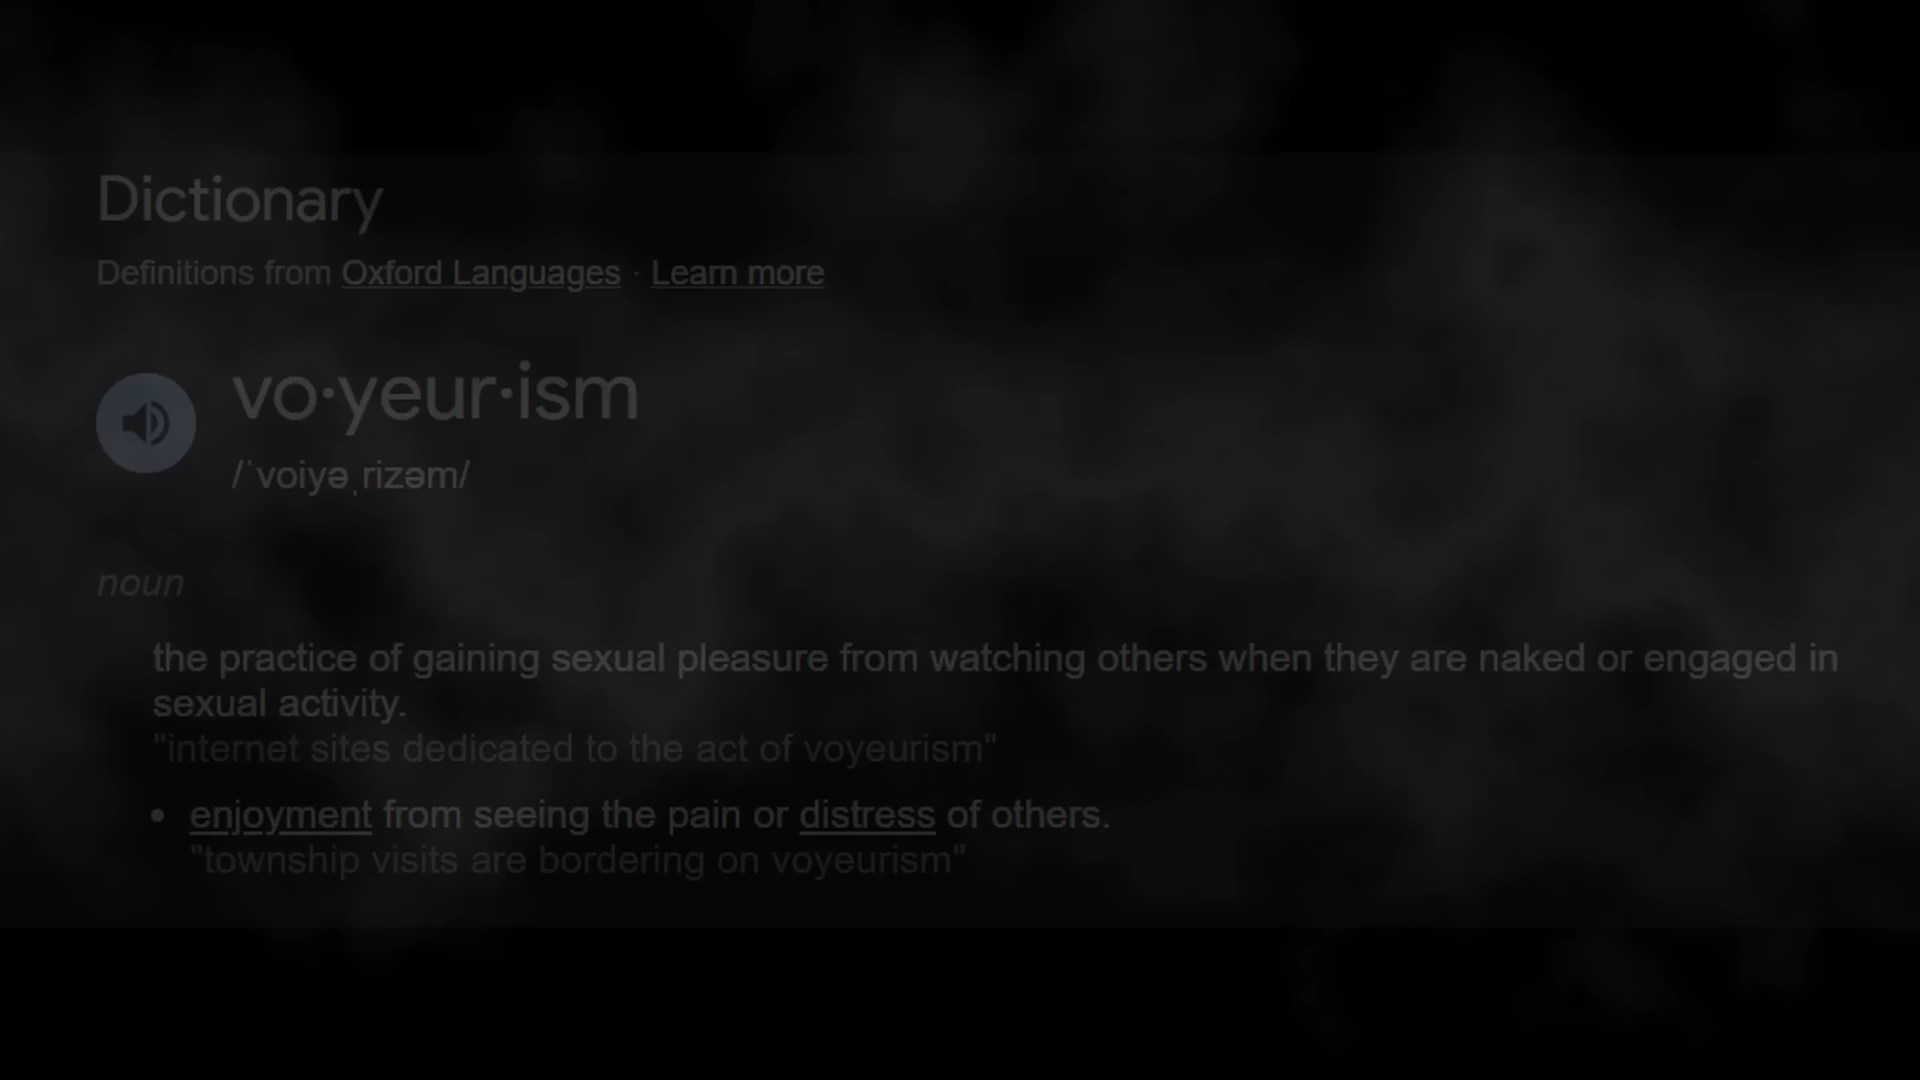 Dictionary
Definitions from Oxford Languages · Learn more
vo·yeur·ism
/ˈvoiyəˌrizəm/
noun
the practice of gaining sexual pleasure from watching others when they are naked or engaged in
sexual activity.
"internet sites dedicated to the act of voyeurism"
• enjoyment from seeing the pain or distress of others.
"township visits are bordering on voyeurism"